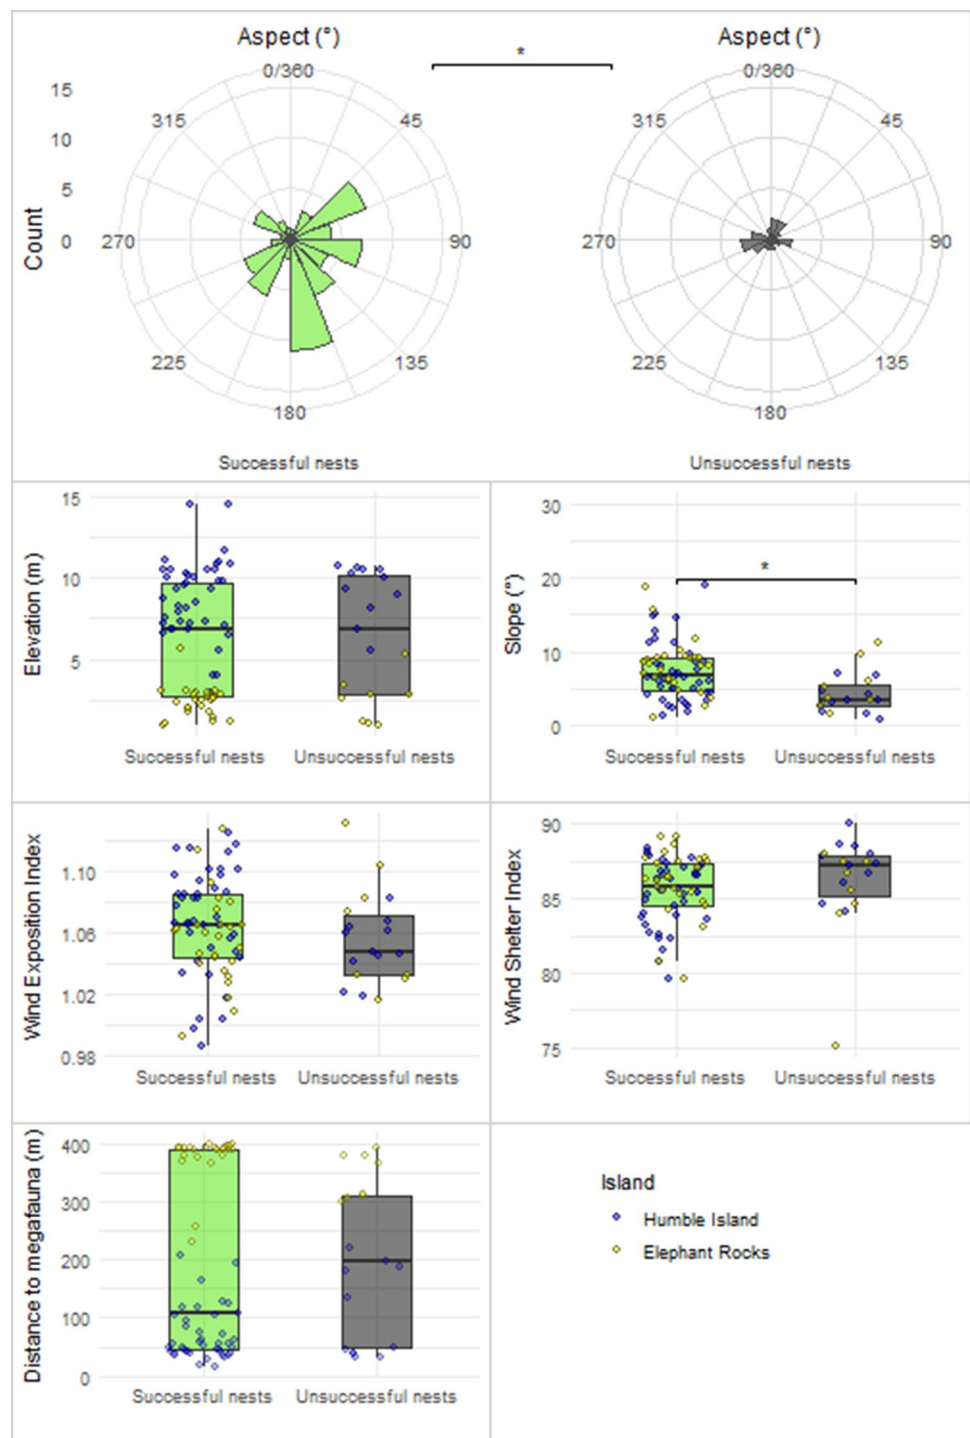 Aspect (°) * Aspect (°)
0/360 0/360
15
315 45 315 45
10
5
Count 0 270 90 270 90
225 135 225 135
180 180
Successful nests Unsuccessful nests
Elevation (m)
15
10
5
Successful nests Unsuccessful nests
Slope (°)
30
20
*
10
0
Successful nests Unsuccessful nests
Wind Exposition Index
1.10
1.06
1.02
0.98
Successful nests Unsuccessful nests
Wind Shelter Index
90
85
80
75
Successful nests Unsuccessful nests
Distance to megafauna (m)
400
300
200
100
0
Successful nests Unsuccessful nests
Island
Humble Island
Elephant Rocks